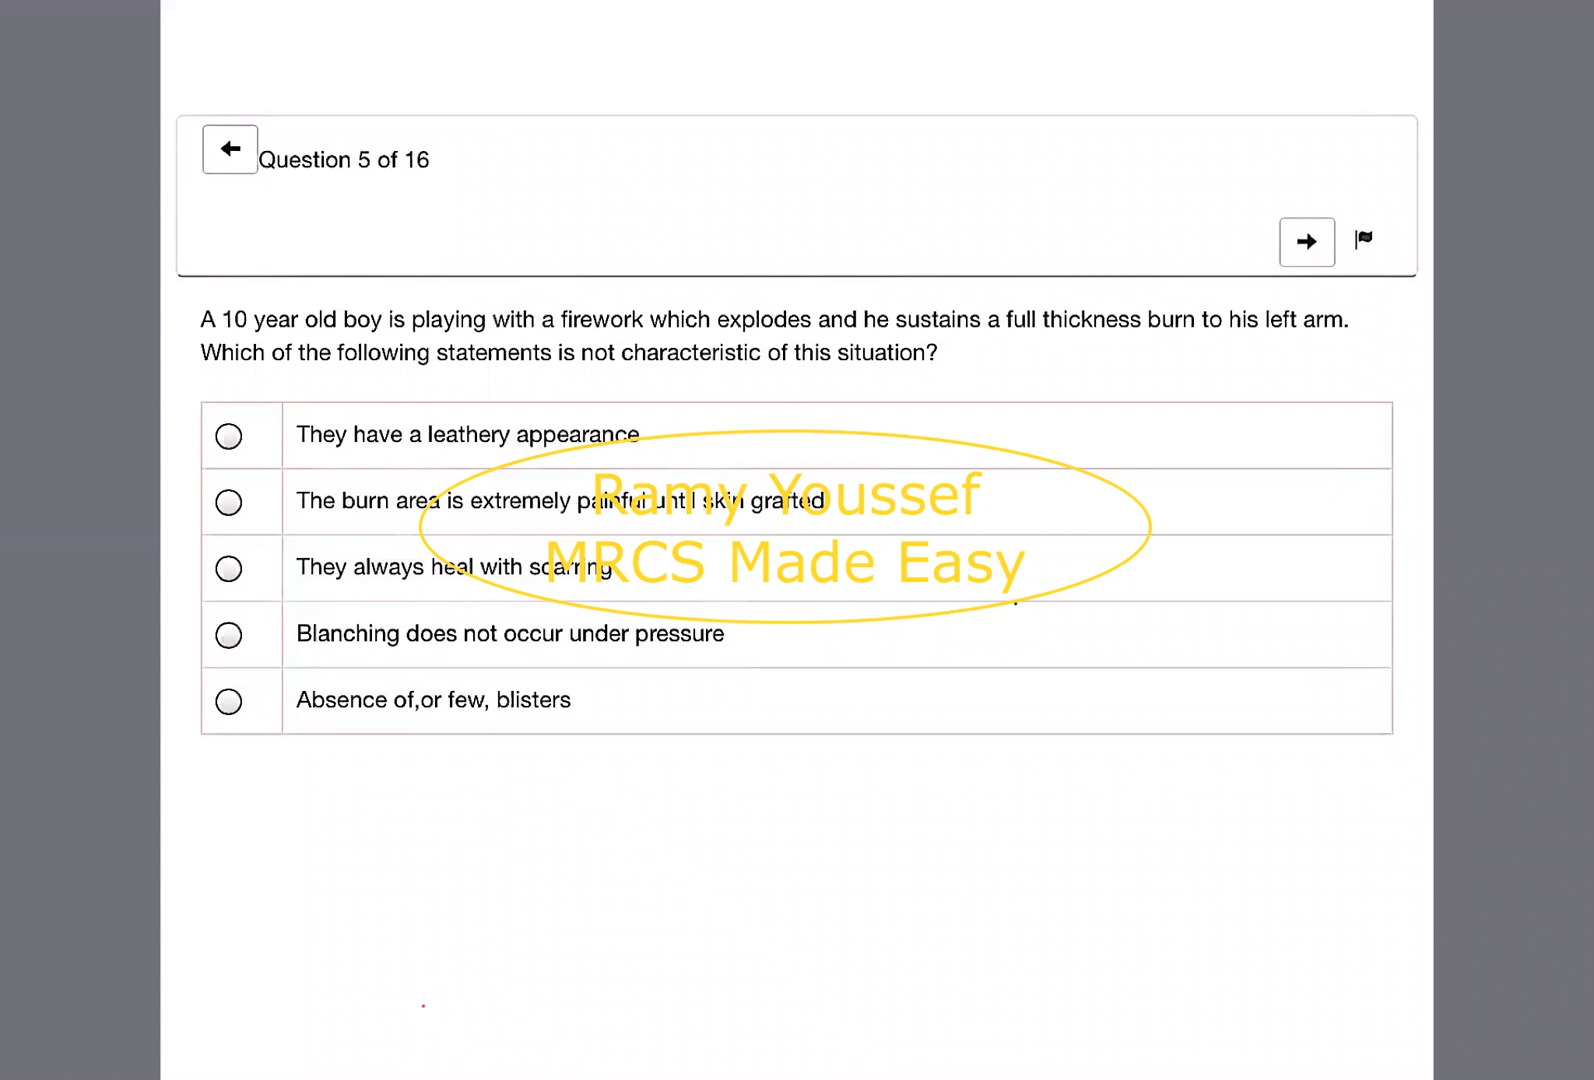 Question 5 of 16
A 10 year old boy is playing with a firework which explodes and he sustains a full thickness burn to his left arm.
Which of the following statements is not characteristic of this situation?
They have a leathery appearance
The burn area is extremely painful until skin grafted
They always heal with scarring
Blanching does not occur under pressure
Absence of,or few, blisters
Ramy Youssef
MRCS Made Easy